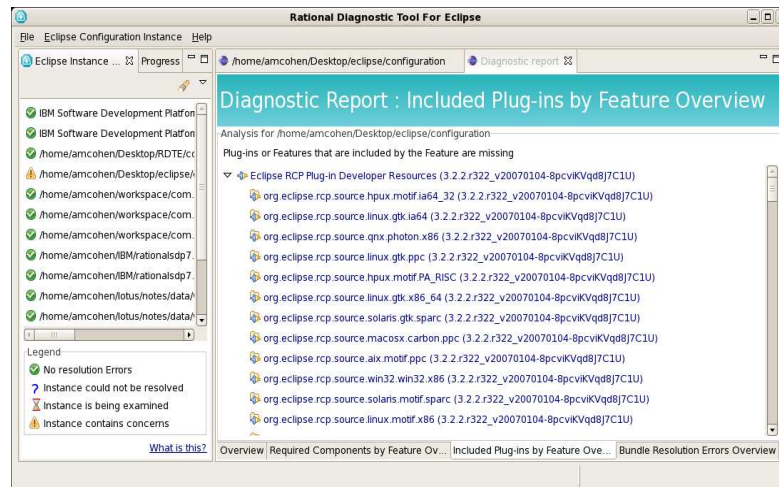 Rational Diagnostic Tool For Eclipse
File Eclipse Configuration Instance Help
Eclipse Instance ... Progress
/home/amcohen/Desktop/eclipse/configuration Diagnostic report
Diagnostic Report : Included Plug-ins by Feature Overview
IBM Software Development Platfon
IBM Software Development Platfon
/home/amcohen/Desktop/RDTE/cc
/home/amcohen/Desktop/eclipse/
/home/amcohen/workspace/com.
/home/amcohen/workspace/com.
/home/amcohen/workspace/com.
/home/amcohen/IBM/rationalsdp7.
/home/amcohen/IBM/rationalsdp7.
/home/amcohen/lotus/notes/data/
/home/amcohen/lotus/notes/data/
Legend
No resolution Errors
Instance could not be resolved
Instance is being examined
Instance contains concerns
What is this?
Analysis for /home/amcohen/Desktop/eclipse/configuration
Plug-ins or Features that are included by the Feature are missing
Eclipse RCP Plug-in Developer Resources (3.2.2.r322_v20070104-8pcviKVqd8J7C1U)
org.eclipse.rcp.source.hpux.motif.ia64_32 (3.2.2.r322_v20070104-8pcviKVqd8J7C1U)
org.eclipse.rcp.source.linux.gtk.ia64 (3.2.2.r322_v20070104-8pcviKVqd8J7C1U)
org.eclipse.rcp.source.qnx.photon.x86 (3.2.2.r322_v20070104-8pcviKVqd8J7C1U)
org.eclipse.rcp.source.linux.gtk.ppc (3.2.2.r322_v20070104-8pcviKVqd8J7C1U)
org.eclipse.rcp.source.hpux.motif.PA_RISC (3.2.2.r322_v20070104-8pcviKVqd8J7C1U)
org.eclipse.rcp.source.linux.gtk.x86_64 (3.2.2.r322_v20070104-8pcviKVqd8J7C1U)
org.eclipse.rcp.source.solaris.gtk.sparc (3.2.2.r322_v20070104-8pcviKVqd8J7C1U)
org.eclipse.rcp.source.macosx.carbon.ppc (3.2.2.r322_v20070104-8pcviKVqd8J7C1U)
org.eclipse.rcp.source.aix.motif.ppc (3.2.2.r322_v20070104-8pcviKVqd8J7C1U)
org.eclipse.rcp.source.win32.win32.x86 (3.2.2.r322_v20070104-8pcviKVqd8J7C1U)
org.eclipse.rcp.source.solaris.motif.sparc (3.2.2.r322_v20070104-8pcviKVqd8J7C1U)
org.eclipse.rcp.source.linux.motif.x86 (3.2.2.r322_v20070104-8pcviKVqd8J7C1U)
Overview Required Components by Feature Ov... Included Plug-ins by Feature Ove... Bundle Resolution Errors Overview